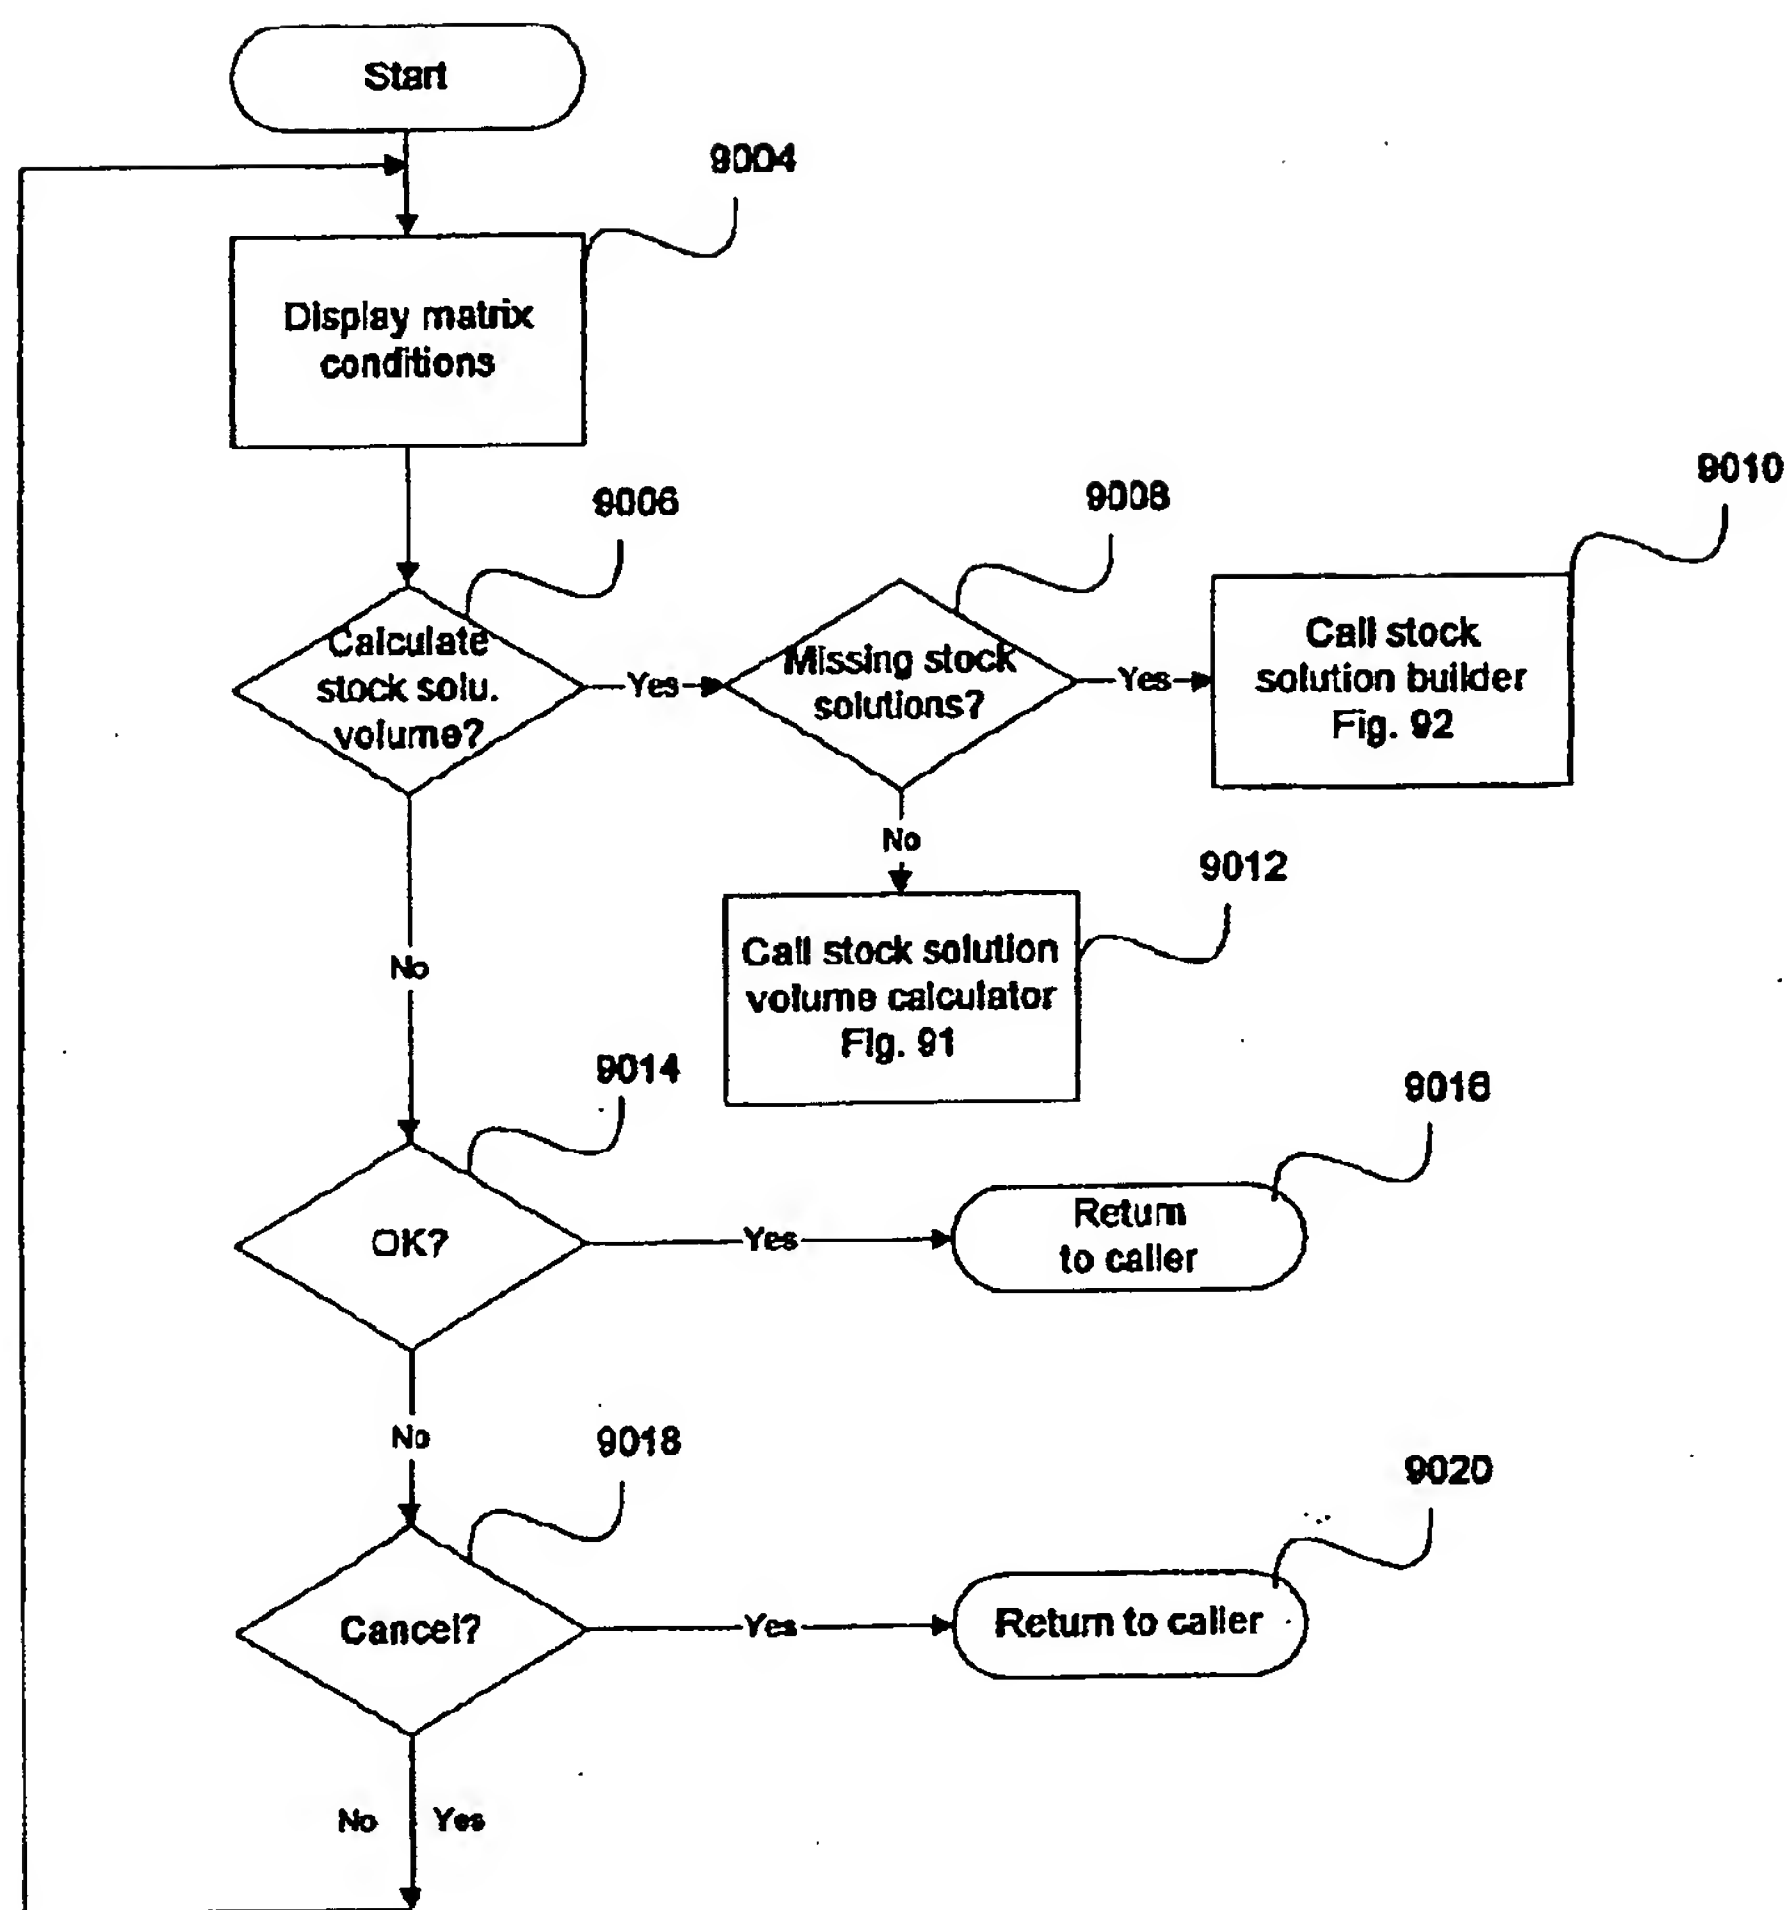 Start
9004
Display matrix
conditions
9006
9008
9010
Calculate
stock solu.
volume?
Yes
Missing stock
solutions?
Yes
Call stock
solution builder
Fig. 92
No
No
9012
Call stock solution
volume calculator
Fig. 91
9014
9016
OK?
Yes
Return
to caller
No
9018
9020
Cancel?
Yes
Return to caller
No
Yes